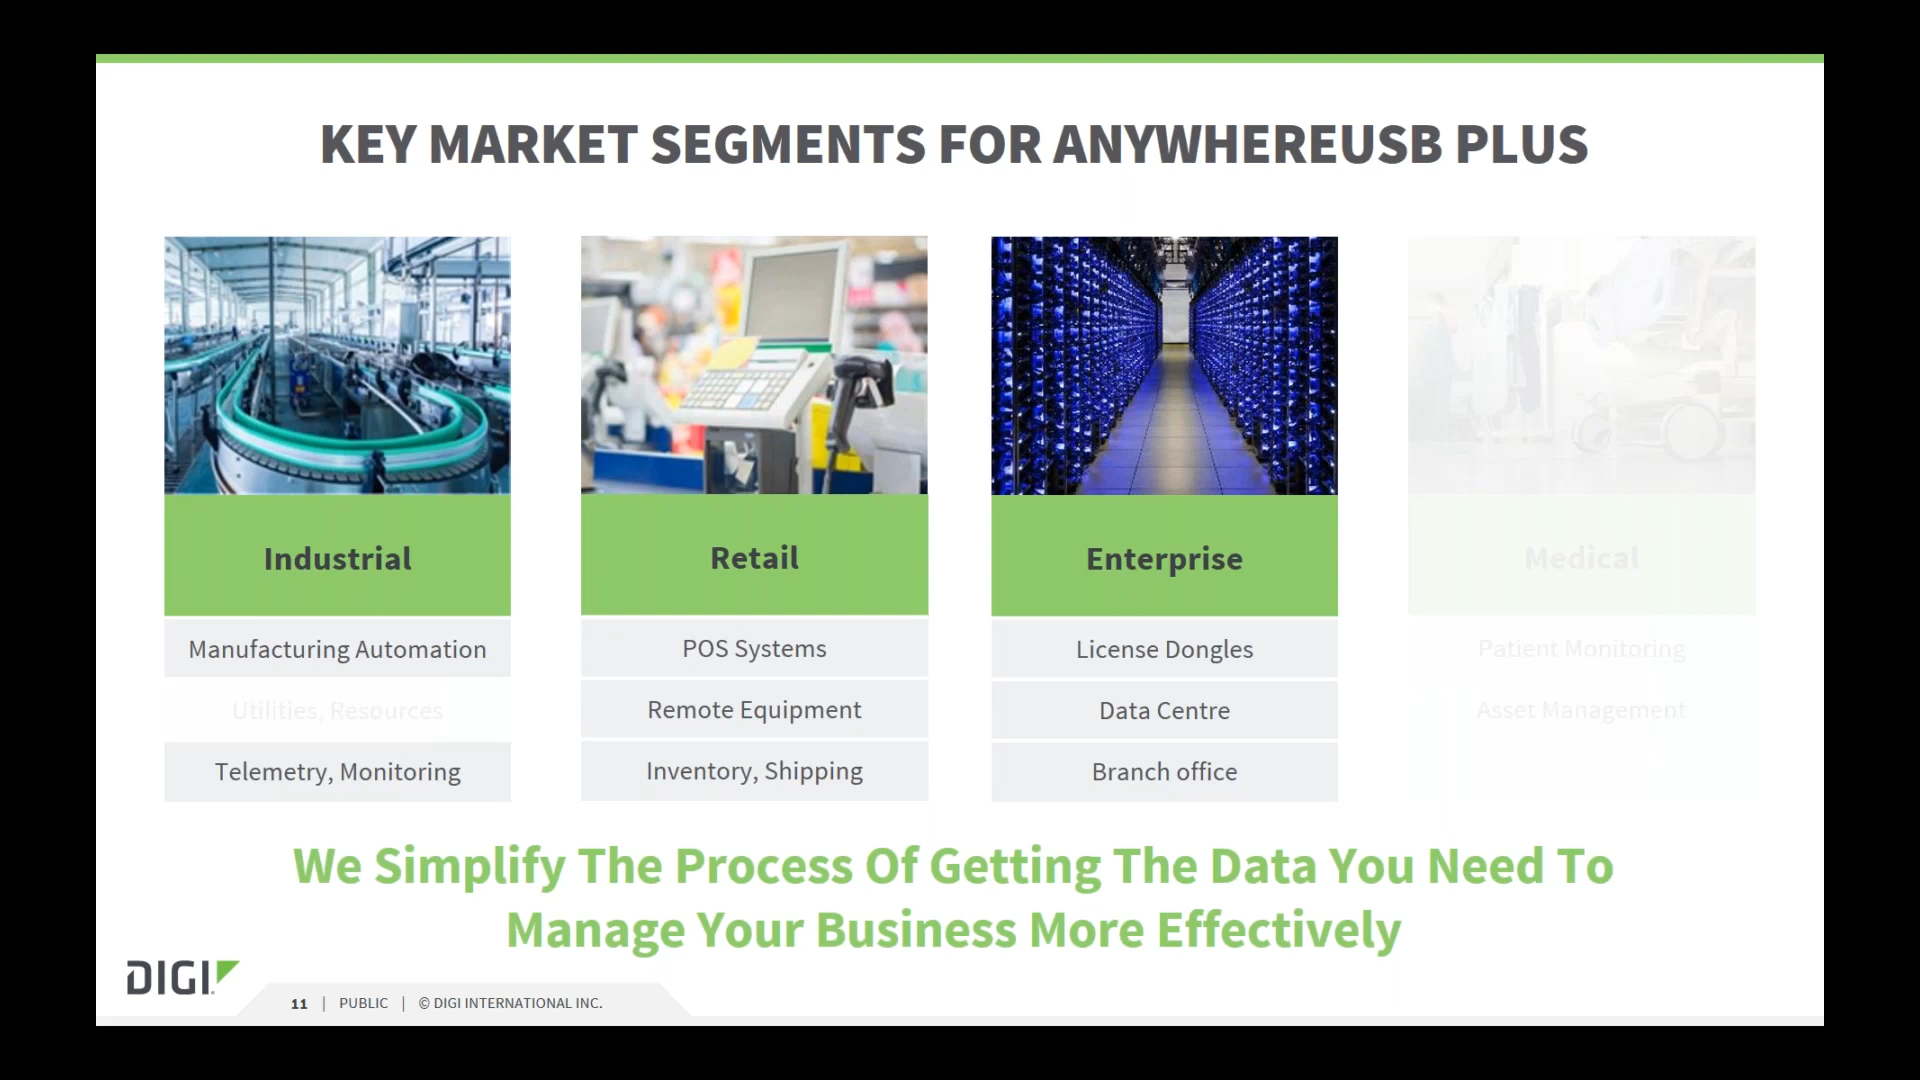 KEY MARKET SEGMENTS FOR ANYWHEREUSB PLUS
Industrial
Manufacturing Automation
Utilities, Resources
Telemetry, Monitoring
Retail
POS Systems
Remote Equipment
Inventory, Shipping
Enterprise
License Dongles
Data Centre
Branch office
Medical
Patient Monitoring
Asset Management
We Simplify The Process Of Getting The Data You Need To
Manage Your Business More Effectively
DIGI
11 | PUBLIC | © DIGI INTERNATIONAL INC.